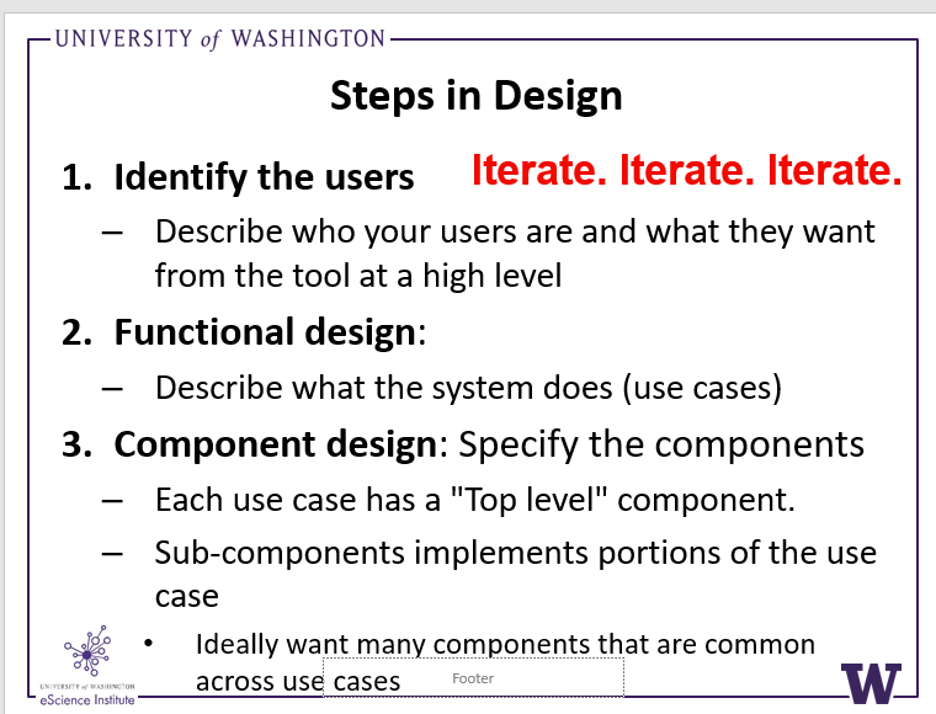 UNIVERSITY of WASHINGTON
Steps in Design
1. Identify the users
Iterate. Iterate. Iterate.
– Describe who your users are and what they want
from the tool at a high level
2. Functional design:
– Describe what the system does (use cases)
3. Component design: Specify the components
– Each use case has a "Top level" component.
– Sub-components implements portions of the use
case
• Ideally want many components that are common
across use cases
Footer
UNIVERSITY of WASHINGTON
eScience Institute
W